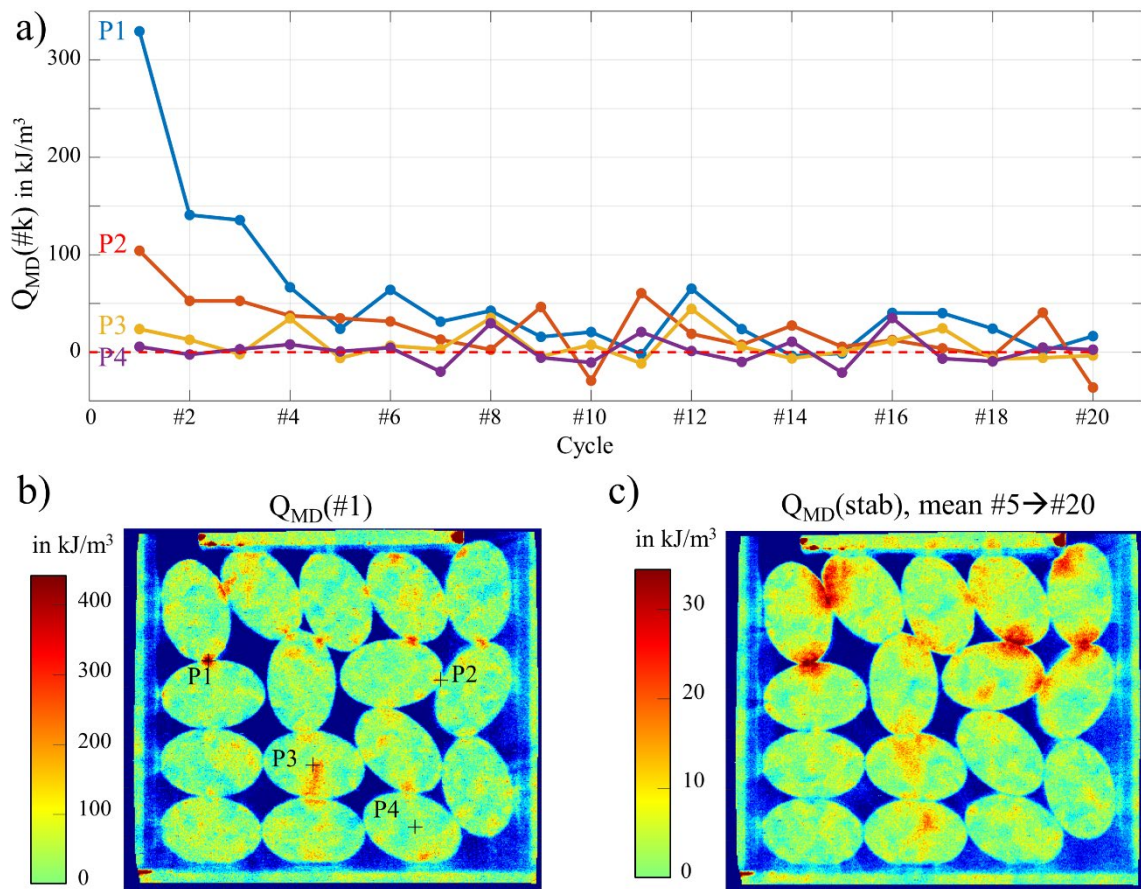 a)
P1
P2
P3
P4
300
200
100
0
Q_MD(#k) in kJ/m³
0 #2 #4 #6 #8 #10 #12 #14 #16 #18 #20
Cycle
b)
Q_MD(#1)
in kJ/m³
400
300
200
100
0
P1
P2
P3
P4
c)
Q_MD(stab), mean #5→#20
in kJ/m³
30
20
10
0